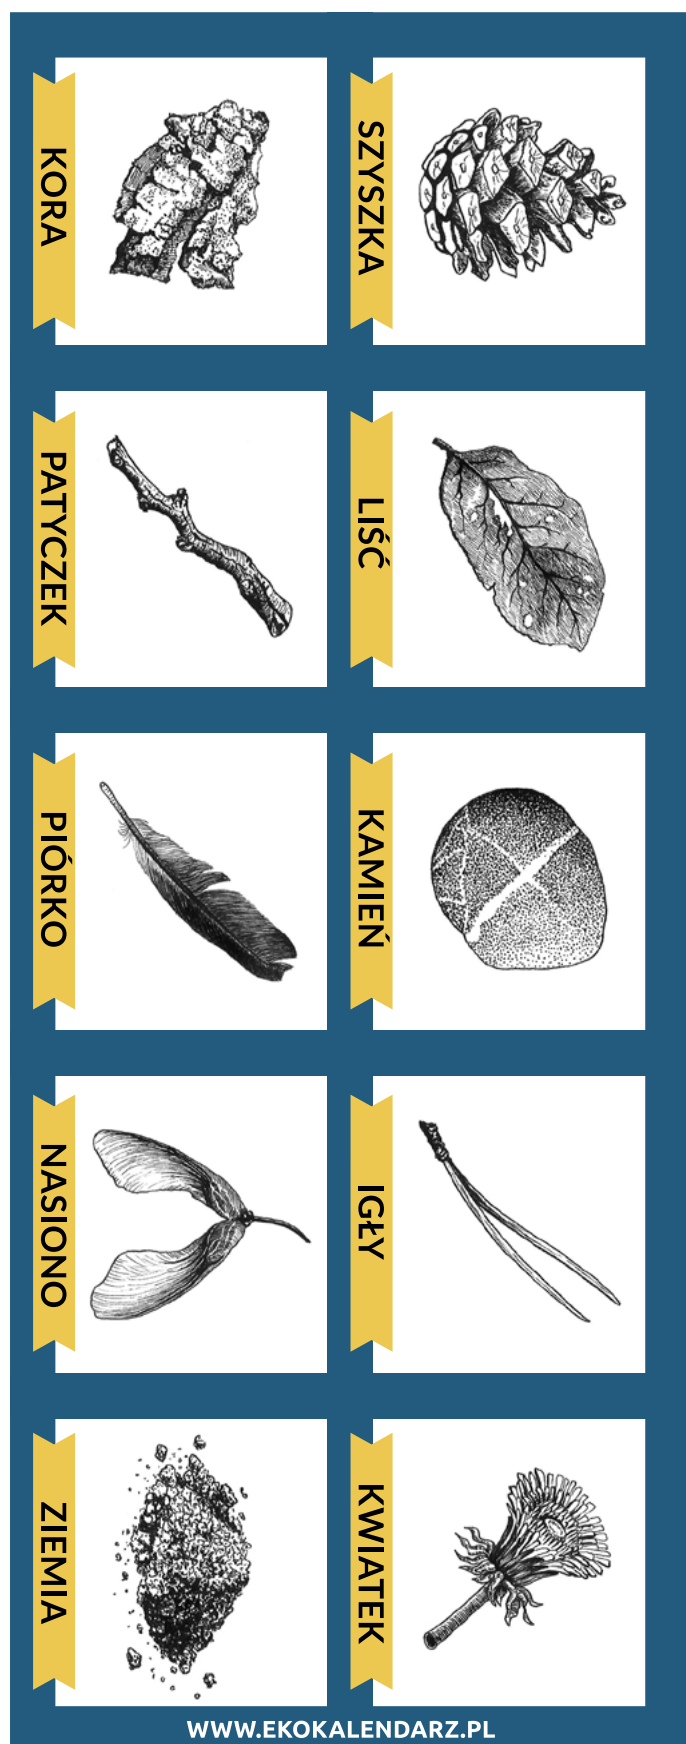 KORA
SZYSZKA
PATYCZEK
LIŚĆ
PIÓRKO
KAMIEŃ
NASIONO
IGŁY
ZIEMIA
KWIATEK
WWW.EKOKALENDARZ.PL